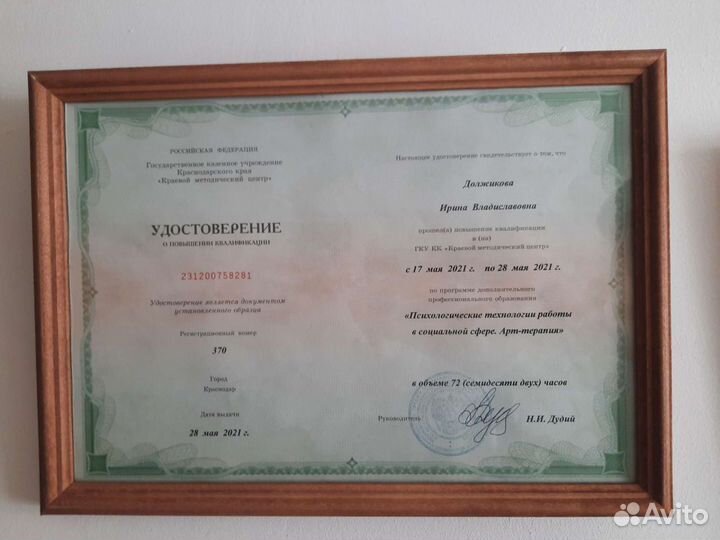 РОССИЙСКАЯ ФЕДЕРАЦИЯ
Государственное казенное учреждение
Краснодарского края
«Краевой методический центр»
УДОСТОВЕРЕНИЕ
О ПОВЫШЕНИИ КВАЛИФИКАЦИИ
231200758281
Удостоверение является документом
установленного образца
Регистрационный номер
370
Город
Краснодар
Дата выдачи
28 мая 2021 г.
Настоящее удостоверение свидетельствует о том, что
Должикова
Ирина Владиславовна
прошел(а) повышение квалификации
в (на)
ГКУ КК «Краевой методический центр»
с 17 мая 2021 г. по 28 мая 2021 г.
по программе дополнительного
профессионального образования
«Психологические технологии работы
в социальной сфере. Арт-терапия»
в объеме 72 (семидесяти двух) часов
Руководитель
Н.И. Дудий
Avito